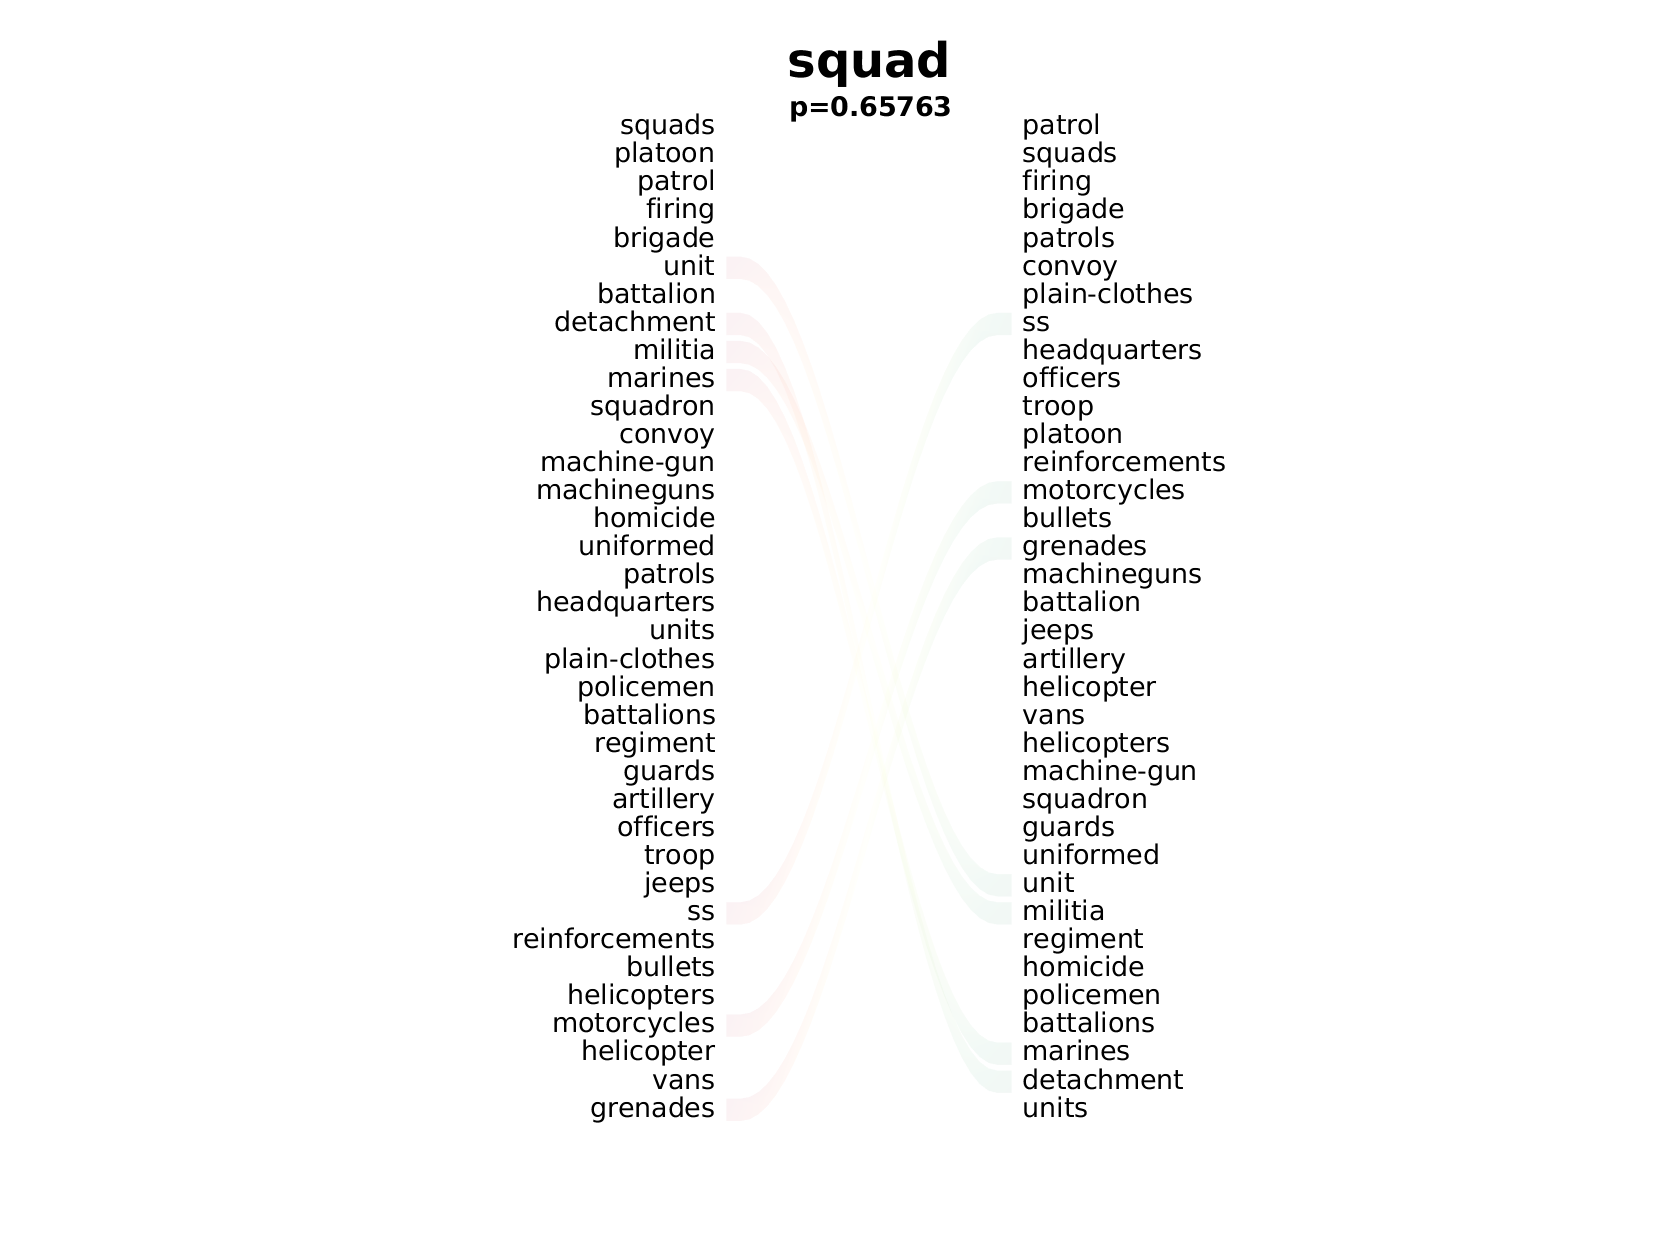 squad
p=0.65763
squads
platoon
patrol
firing
brigade
unit
battalion
detachment
militia
marines
squadron
convoy
machine-gun
machineguns
homicide
uniformed
patrols
headquarters
units
plain-clothes
policemen
battalions
regiment
guards
artillery
officers
troop
jeeps
ss
reinforcements
bullets
helicopters
motorcycles
helicopter
vans
grenades
patrol
squads
firing
brigade
patrols
convoy
plain-clothes
ss
headquarters
officers
troop
platoon
reinforcements
motorcycles
bullets
grenades
machineguns
battalion
jeeps
artillery
helicopter
vans
helicopters
machine-gun
squadron
guards
uniformed
unit
militia
regiment
homicide
policemen
battalions
marines
detachment
units